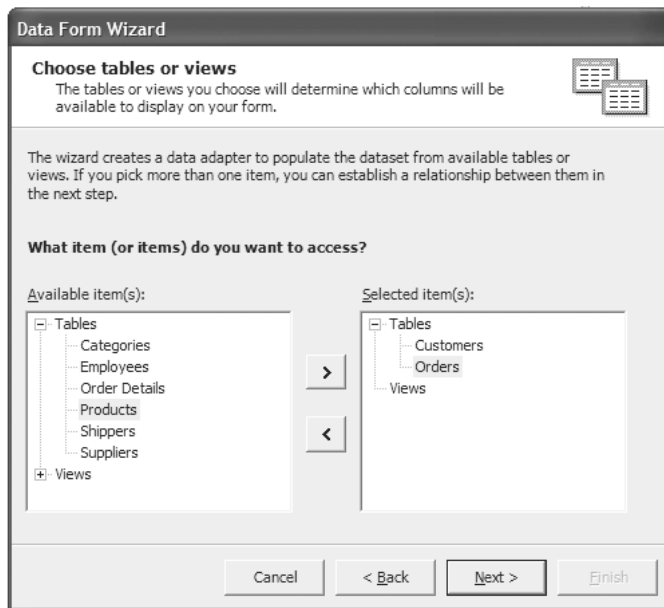 Data Form Wizard
Choose tables or views
The tables or views you choose will determine which columns will be
available to display on your form.
The wizard creates a data adapter to populate the dataset from available tables or
views. If you pick more than one item, you can establish a relationship between them in
the next step.
What item (or items) do you want to access?
Available item(s):
Tables
Categories
Employees
Order Details
Products
Shippers
Suppliers
Views
>
<
Selected item(s):
Tables
Customers
Orders
Views
Cancel
< Back
Next >
Finish